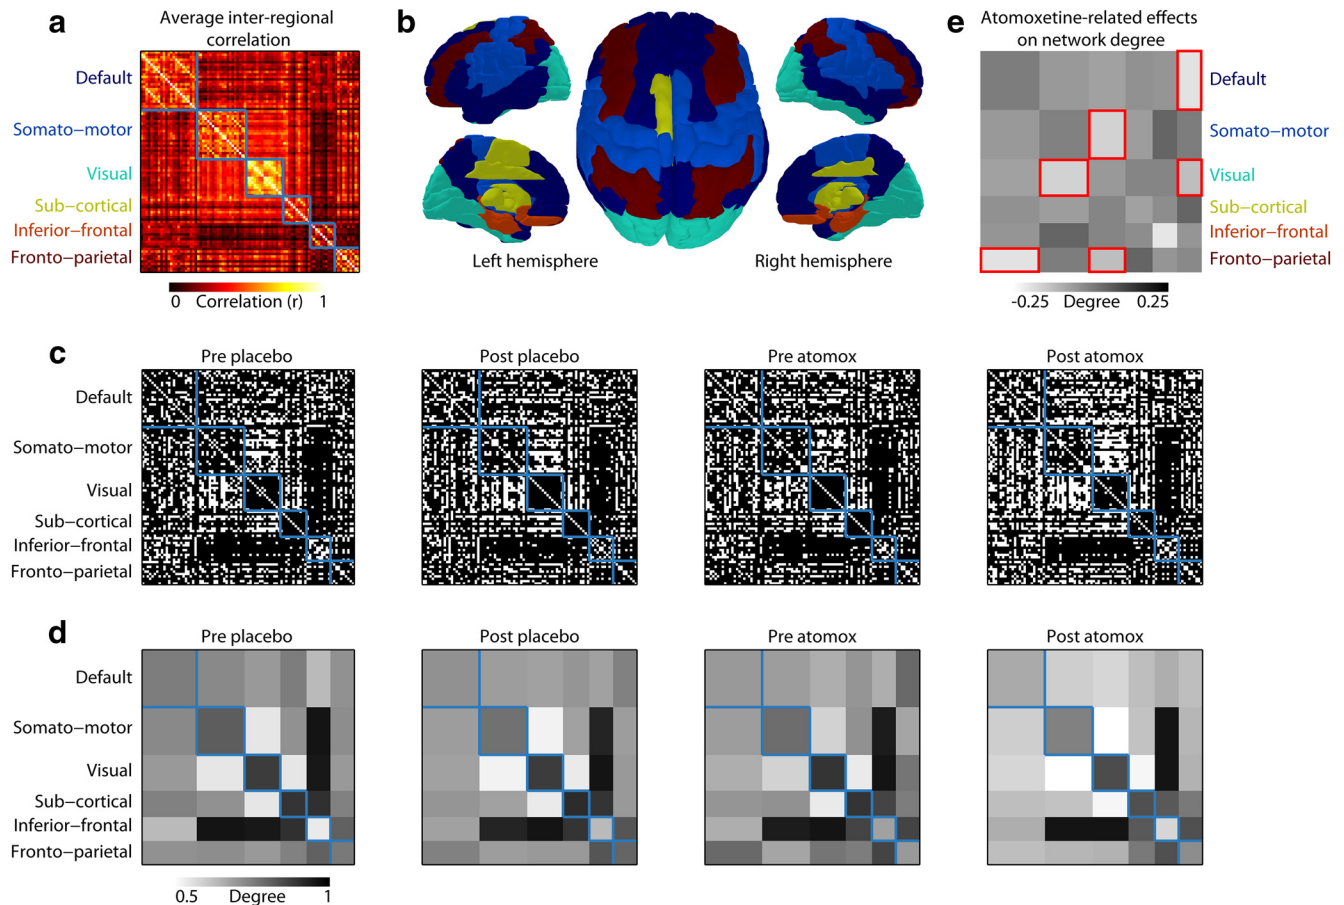 a
Average inter-regional
correlation
Default
Somato-motor
Visual
Sub-cortical
Inferior-frontal
Fronto-parietal
0 Correlation (r) 1
b
Left hemisphere
Right hemisphere
e
Atomoxetine-related effects
on network degree
Default
Somato-motor
Visual
Sub-cortical
Inferior-frontal
Fronto-parietal
-0.25 Degree 0.25
c
Pre placebo
Post placebo
Pre atomox
Post atomox
Default
Somato-motor
Visual
Sub-cortical
Inferior-frontal
Fronto-parietal
d
Pre placebo
Post placebo
Pre atomox
Post atomox
Default
Somato-motor
Visual
Sub-cortical
Inferior-frontal
Fronto-parietal
0.5 Degree 1